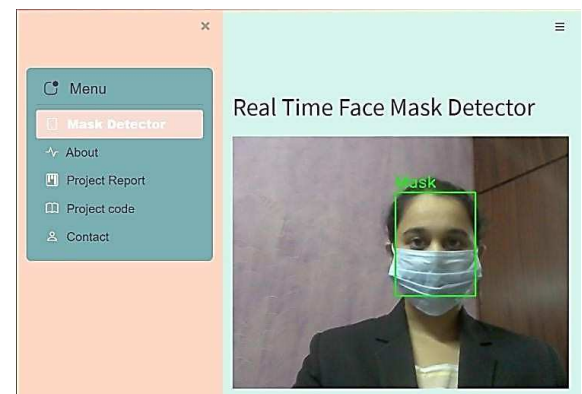 ×
≡
Menu
Mask Detector
About
Project Report
Project code
Contact
Real Time Face Mask Detector
Mask